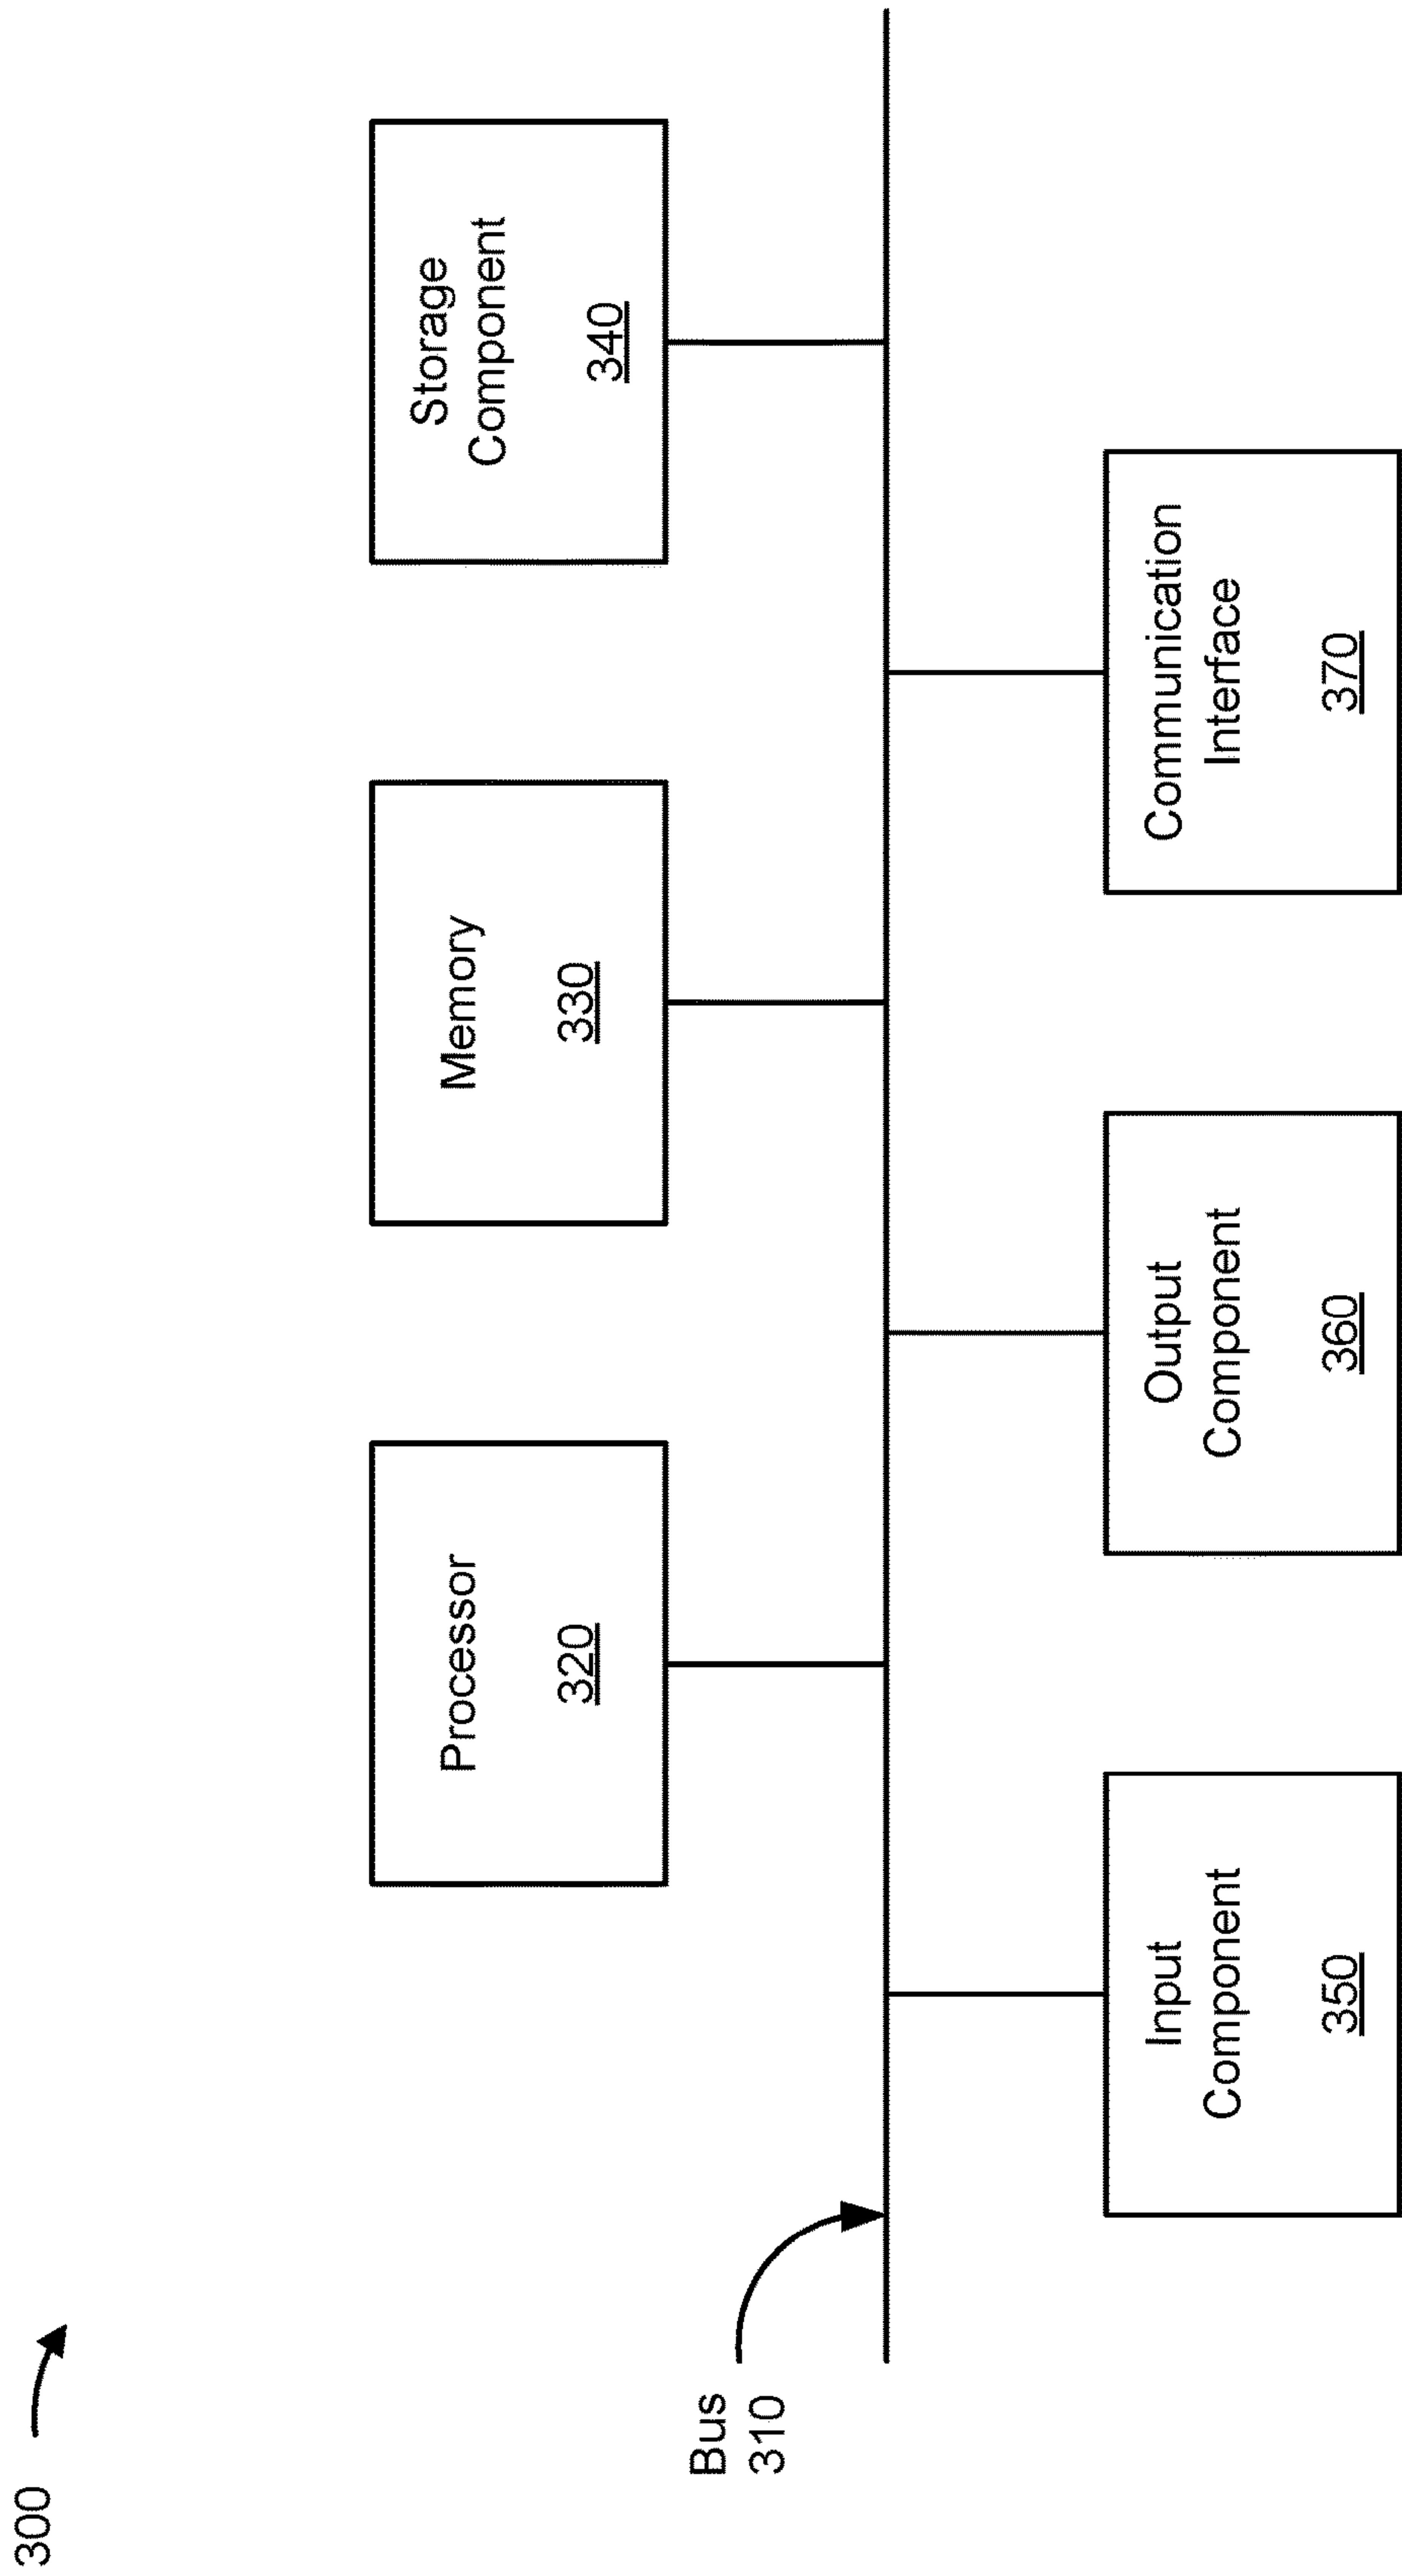 300
Processor
320
Memory
330
Storage
Component
340
Bus
310
Input
Component
350
Output
Component
360
Communication
Interface
370